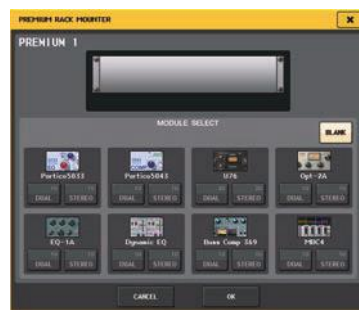 PREMIUM RACK MOUNTER
PREMIUM 1
MODULE SELECT
BLANK
Portico5033 Portico5043 U76 Opt-2A
DUAL STEREO DUAL STEREO DUAL STEREO DUAL STEREO
EQ-1A Dynamic EQ Buss Comp 369 MBC4
DUAL STEREO DUAL STEREO DUAL STEREO DUAL STEREO
CANCEL OK